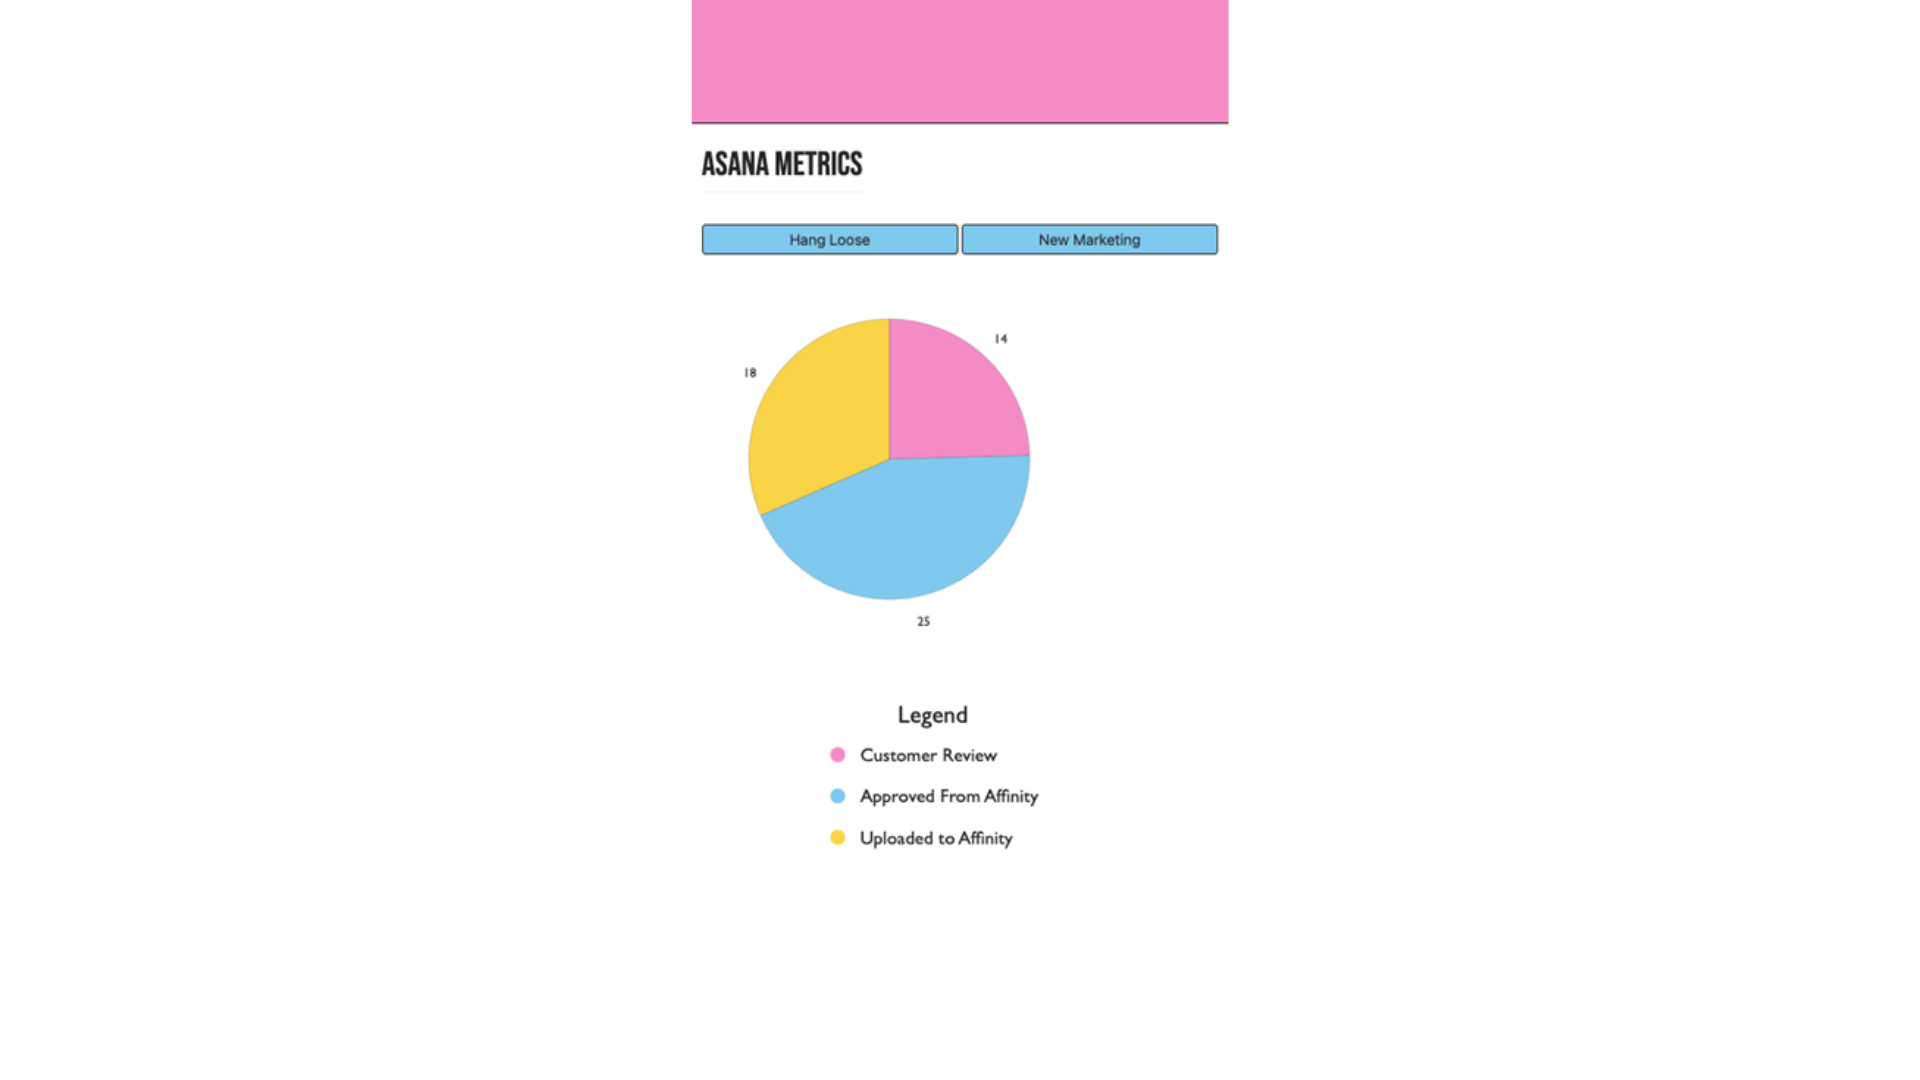 ASANA METRICS
Hang Loose
New Marketing
14
18
25
Legend
Customer Review
Approved From Affinity
Uploaded to Affinity